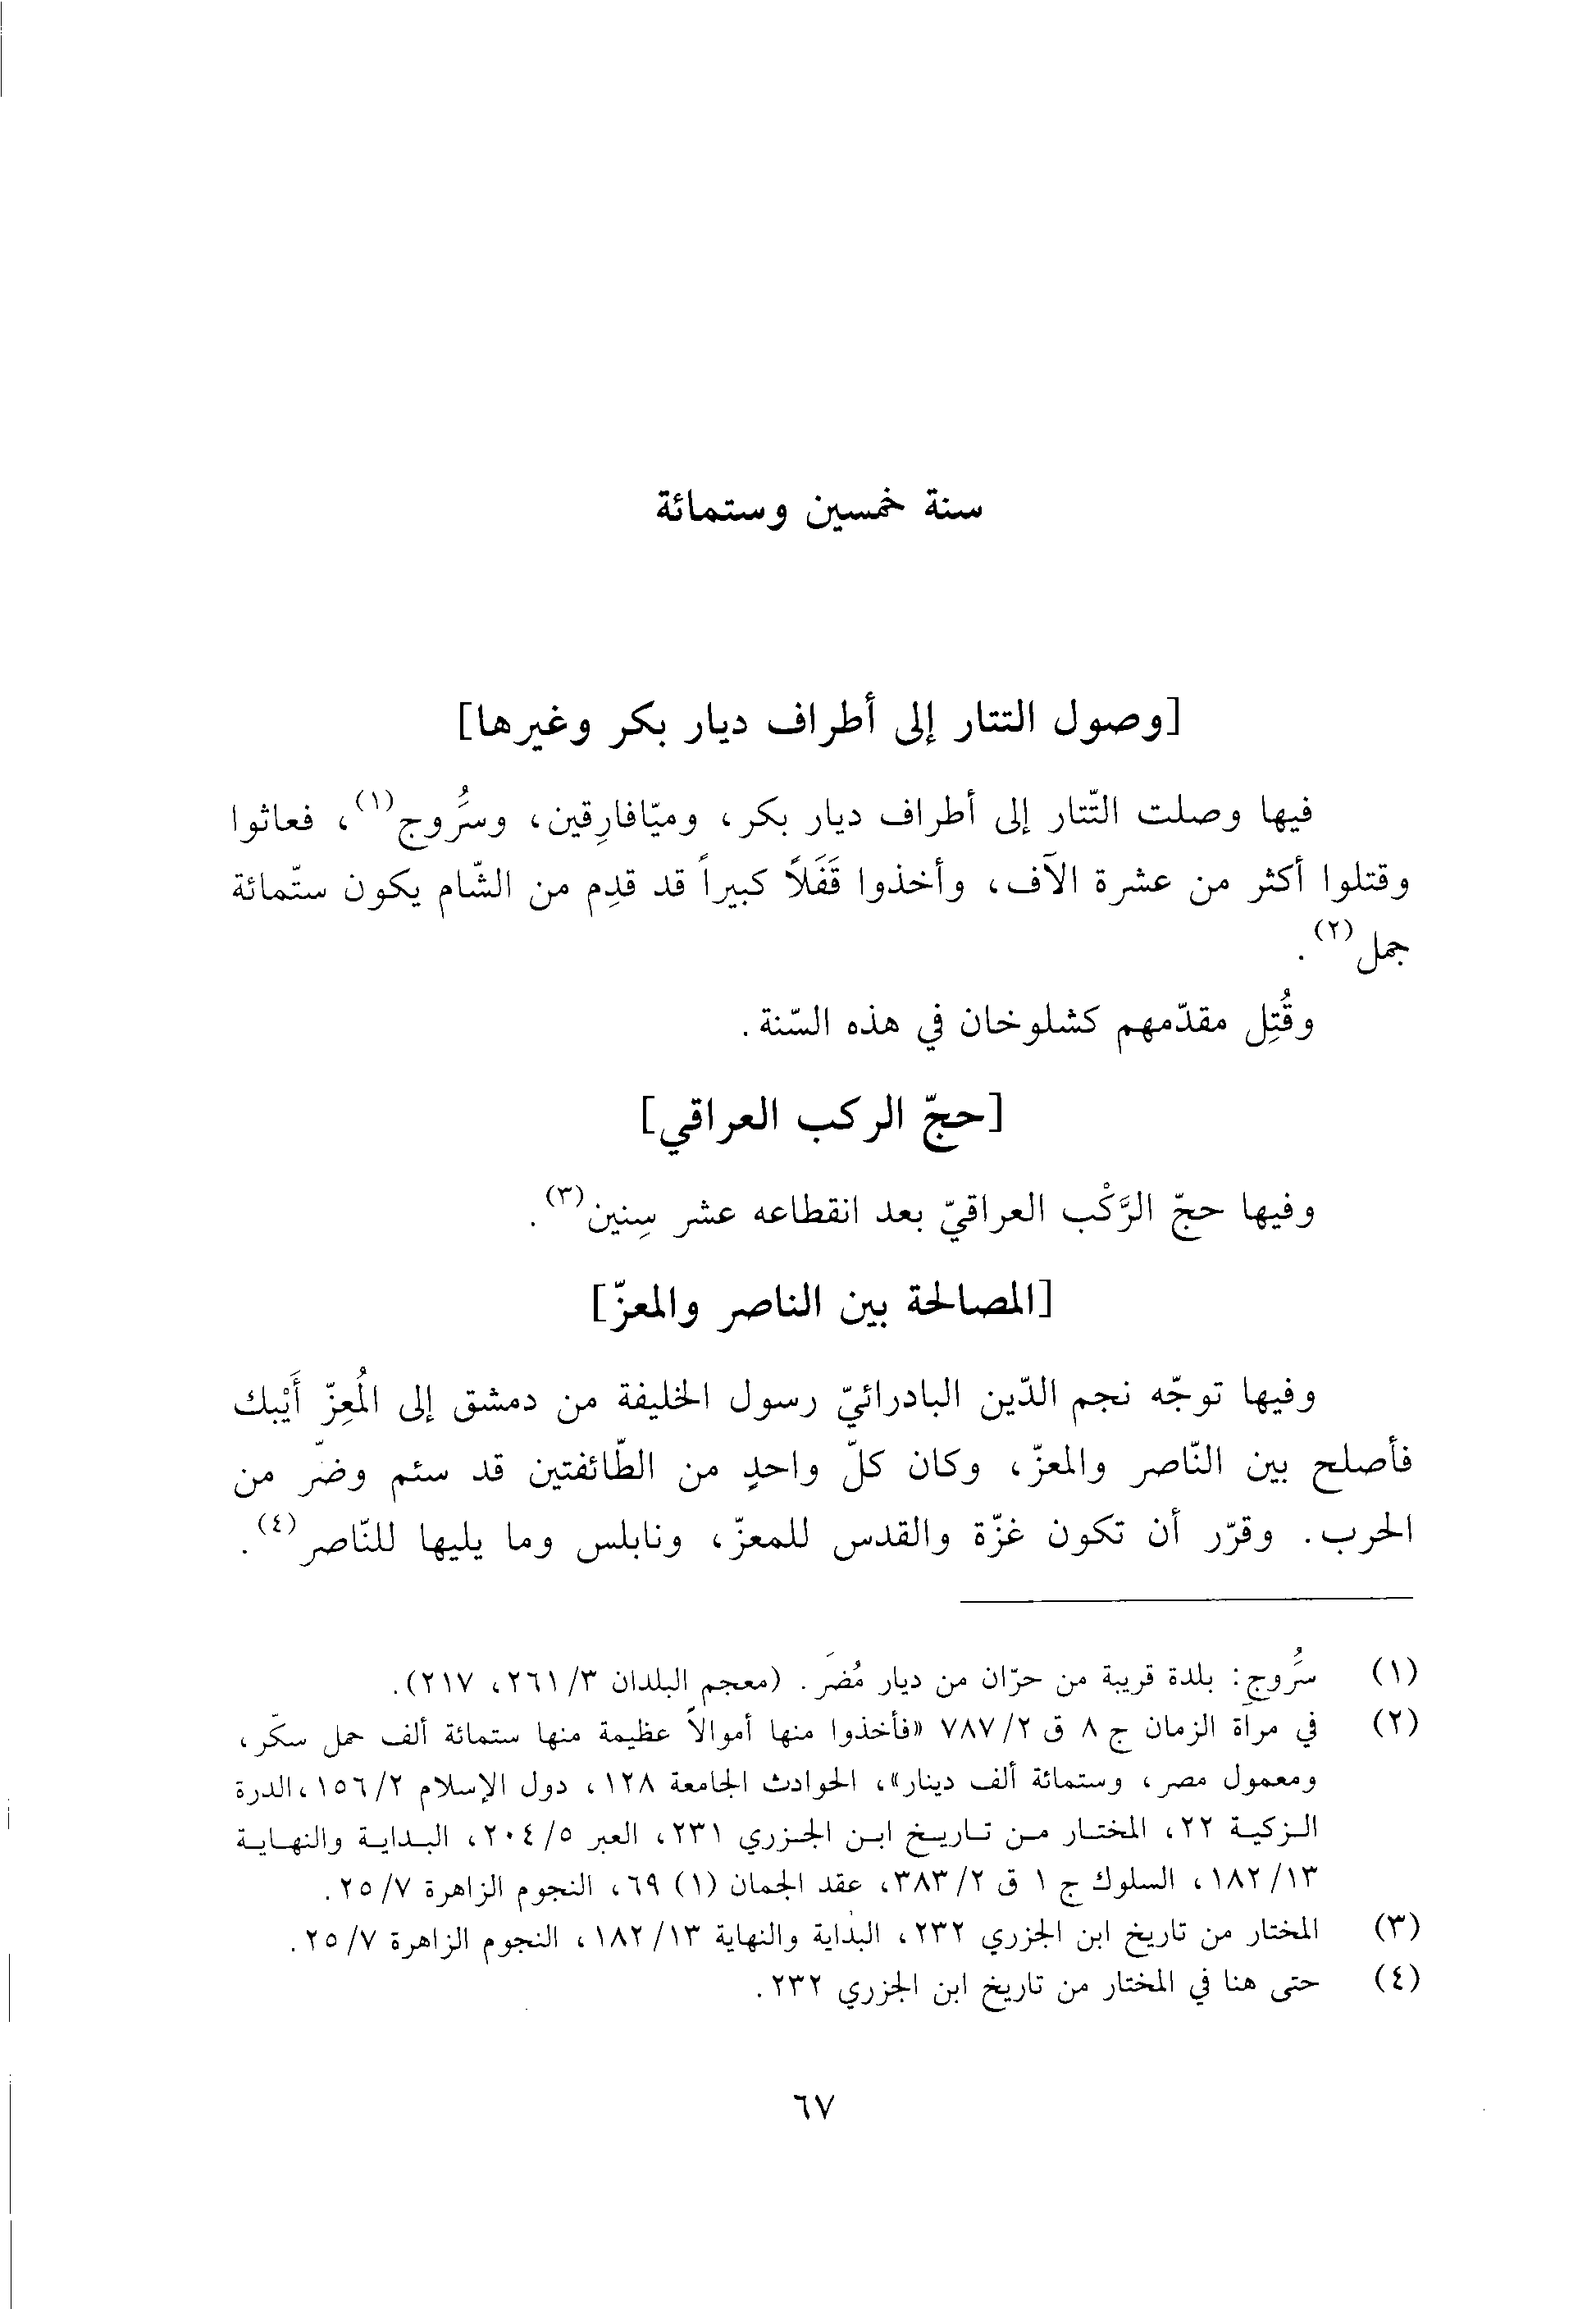 سنة خمسين وستمائة
[وصول التتار إلى أطراف ديار بكر وغيرها]
فيها وصلت التّتار إلى أطراف ديار بكر، وميّافارِقين، وسَُروج(١)، فعاثوا
وقتلوا أكثر من عشرة الآف، وأخذوا قَفَلاً كبيراً قد قدِم من الشّام يكون ستّمائة
جمل(٢).
وقُتِل مقدّمهم كشلوخان في هذه السّنة.
[حجّ الركب العراقي]
وفيها حجّ الرَّكْب العراقيّ بعد انقطاعه عشر سِنين(٣).
[المصالحة بين الناصر والمعزّ]
وفيها توجّه نجم الدّين البادرائيّ رسول الخليفة من دمشق إلى المُعِزّ أَيْبك
فأصلح بين النّاصر والمعزّ، وكان كلّ واحدٍ من الطّائفتين قد سئم وضرّ من
الحرب. وقرّر أن تكون غزّة والقدس للمعزّ، ونابلس وما يليها للنّاصر(٤).
(١) سَُروج: بلدة قريبة من حرّان من ديار مُضَر. (معجم البلدان ٣/ ٢٦١، ٢١٧).
(٢) في مرآة الزمان ج ٨ ق ٢/ ٧٨٧ «فأخذوا منها أموالاً عظيمة منها ستمائة ألف حمل سكّر،
ومعمول مصر، وستمائة ألف دينار»، الحوادث الجامعة ١٢٨، دول الإسلام ٢/ ١٥٦، الدرة
الزكية ٢٢، المختار من تاريخ ابن الجزري ٢٣١، العبر ٥/ ٢٠٤، البداية والنهاية
١٣/ ١٨٢، السلوك ج ١ ق ٢/ ٣٨٣، عقد الجمان (١) ٦٩، النجوم الزاهرة ٧/ ٢٥.
(٣) المختار من تاريخ ابن الجزري ٢٣٢، البداية والنهاية ١٣/ ١٨٢، النجوم الزاهرة ٧/ ٢٥.
(٤) حتى هنا في المختار من تاريخ ابن الجزري ٢٣٢.
٦٧